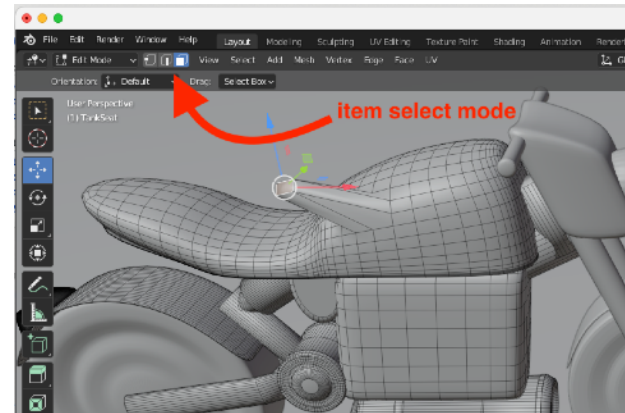 File Edit Render Window Help Layout Modeling Sculpting UV Editing Texture Paint Shading Animation Render
Edit Mode View Select Add Mesh Vertex Edge Face UV
Orientation: Default Drag: Select Box
User Perspective
(1) TankSeat
item select mode